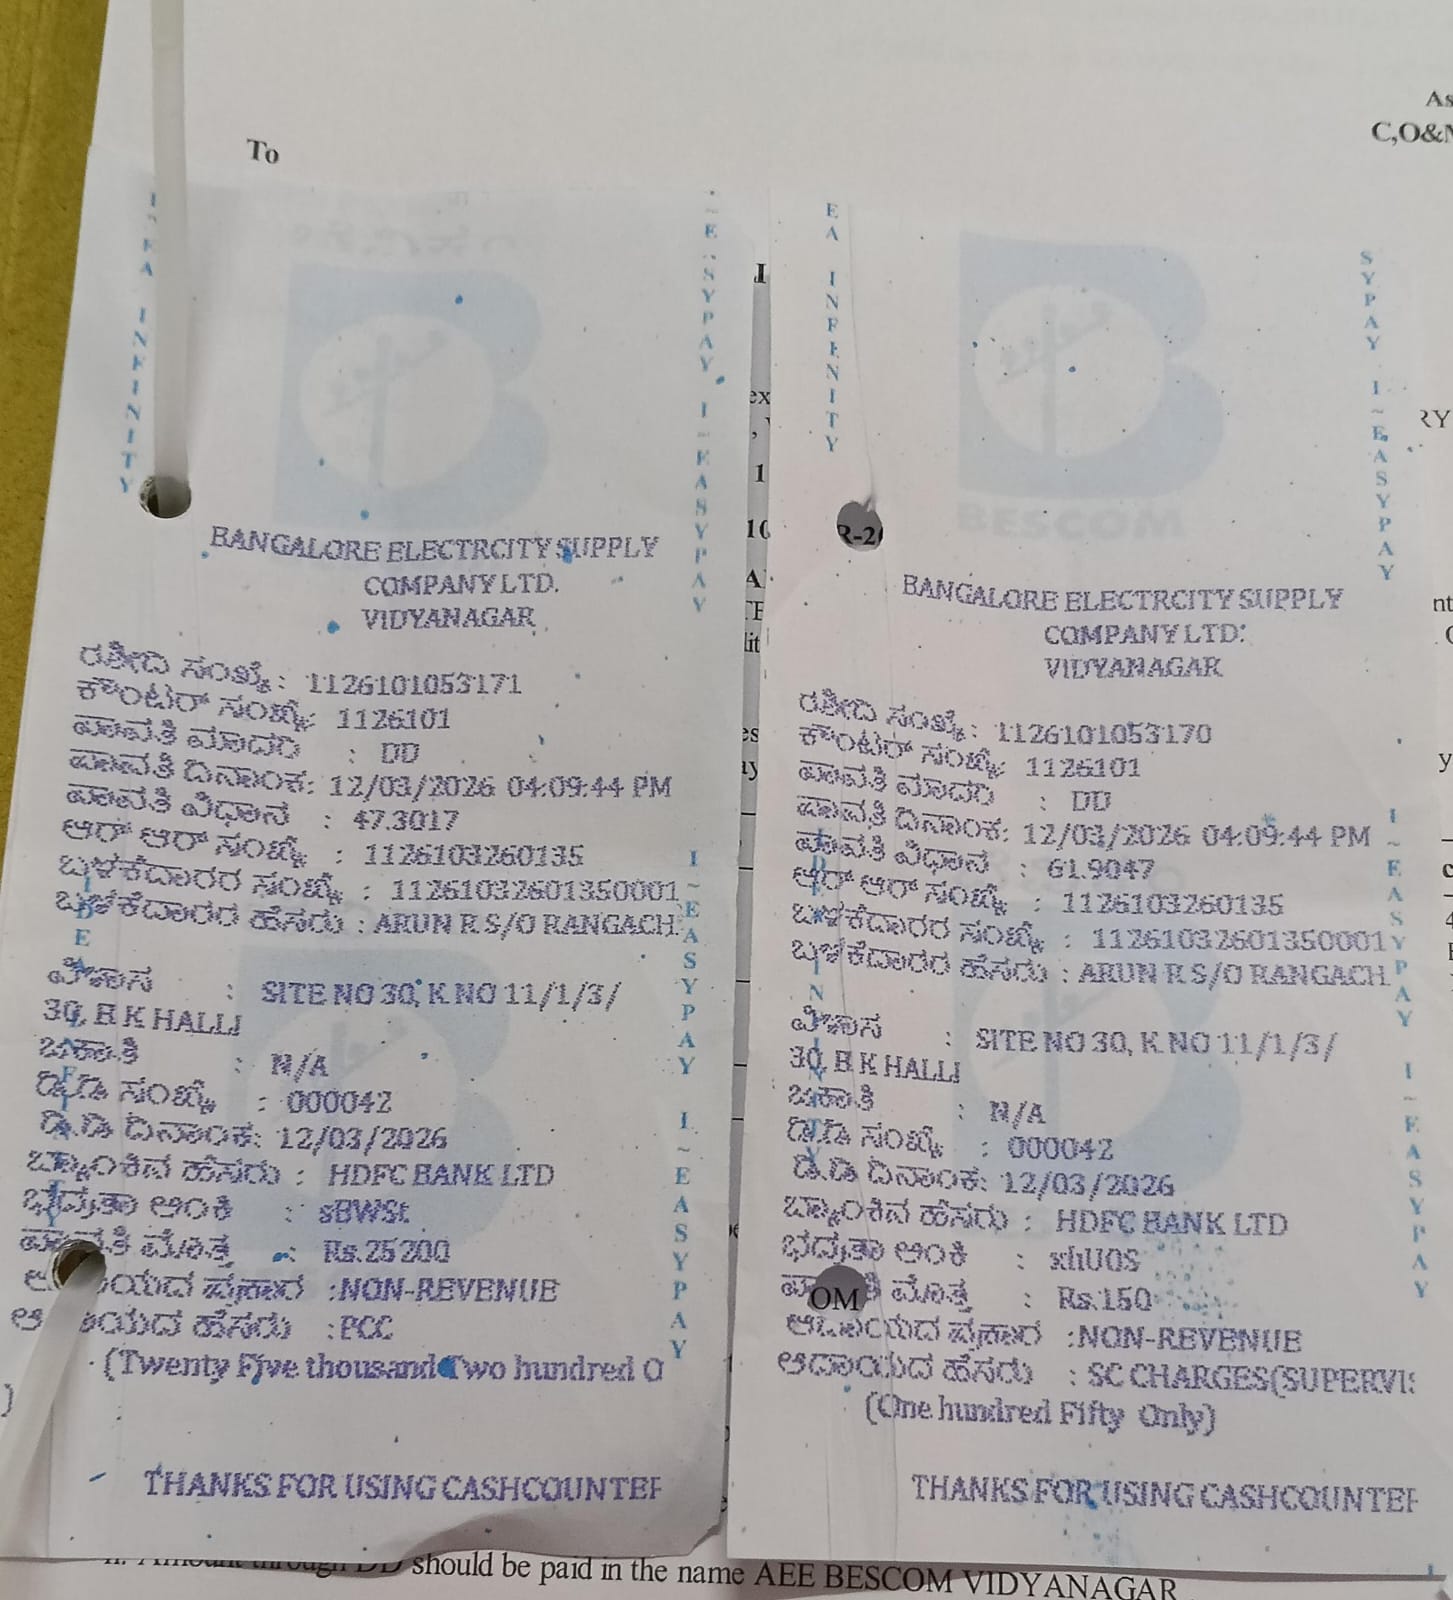 To
As
C,O&N
BANGALORE ELECTRCITY SUPPLY
COMPANY LTD.
VIDYANAGAR
ರಶೀದಿ ಸಂಖ್ಯೆ : 1126101053171
ಕೌಂಟರ್ ಸಂಖ್ಯೆ: 1126101
ಪಾವತಿ ಮಾದರಿ : DD
ಪಾವತಿ ದಿನಾಂಕ: 12/03/2026 04:09:44 PM
ಪಾವತಿ ವಿಧಾನ : 47.3017
ಆರ್ ಆರ್ ಸಂಖ್ಯೆ : 1126103260135
ಬಳಕೆದಾರರ ಸಂಖ್ಯೆ : 11261032601350001
ಬಳಕೆದಾರರ ಹೆಸರು : ARUN R S/O RANGACH
ವಿಳಾಸ : SITE NO 30, K NO 11/1/3/
30, B K HALLI
ಬಾಕಿ : N/A
ಡಿ.ಡಿ ಸಂಖ್ಯೆ : 000042
ಡಿ.ಡಿ ದಿನಾಂಕ: 12/03/2026
ಬ್ಯಾಂಕಿನ ಹೆಸರು : HDFC BANK LTD
ಭದ್ರತಾ ಅಂಕಿ : sBWSt
ಪಾವತಿ ಮೊತ್ತ : Rs.25200
ಪ್ರಕಾರ :NON-REVENUE
ಹೆಸರು :PCC
(Twenty Five thousand Two hundred O
)
THANKS FOR USING CASHCOUNTER
BESCOM
BANGALORE ELECTRCITY SUPPLY
COMPANY LTD.
VIDYANAGAR
ರಶೀದಿ ಸಂಖ್ಯೆ: 1126101053170
ಕೌಂಟರ್ ಸಂಖ್ಯೆ: 1126101
ಪಾವತಿ ಮಾದರಿ : DD
ಪಾವತಿ ದಿನಾಂಕ: 12/03/2026 04:09:44 PM
ಪಾವತಿ ವಿಧಾನ : 61.9047
ಆರ್ ಆರ್ ಸಂಖ್ಯೆ : 1126103260135
ಬಳಕೆದಾರರ ಸಂಖ್ಯೆ : 11261032601350001
ಬಳಕೆದಾರರ ಹೆಸರು : ARUN R S/O RANGACH
ವಿಳಾಸ : SITE NO 30, K NO 11/1/3/
30, B K HALLI
ಬಾಕಿ : N/A
ಡಿ.ಡಿ ಸಂಖ್ಯೆ : 000042
ಡಿ.ಡಿ ದಿನಾಂಕ: 12/03/2026
ಬ್ಯಾಂಕಿನ ಹೆಸರು : HDFC BANK LTD
ಭದ್ರತಾ ಅಂಕಿ : xhU0S
ಮೊತ್ತ : Rs.150
ಆದಾಯದ ಪ್ರಕಾರ :NON-REVENUE
ಆದಾಯದ ಹೆಸರು : SC CHARGES(SUPERVIS
(One hundred Fifty Only)
THANKS FOR USING CASHCOUNTER
should be paid in the name AEE BESCOM VIDYANAGAR